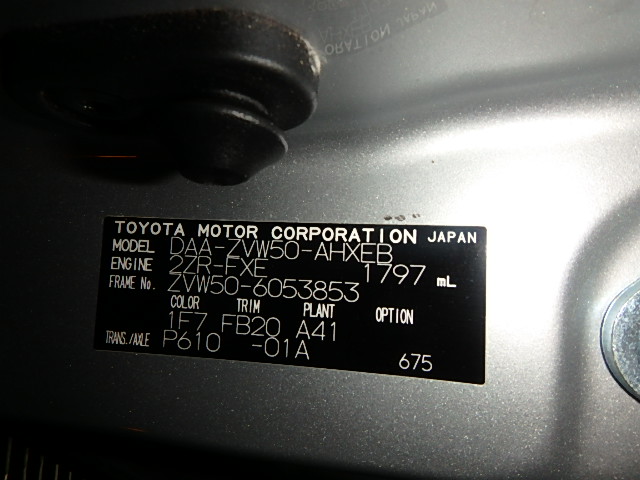 TOYOTA MOTOR CORPORATION JAPAN
MODEL DAA-ZVW50-AHXEB
ENGINE 2ZR-FXE 1797 mL
FRAME No. ZVW50-6053853
COLOR TRIM PLANT OPTION
1F7 FB20 A41
TRANS./AXLE P610 -01A
675